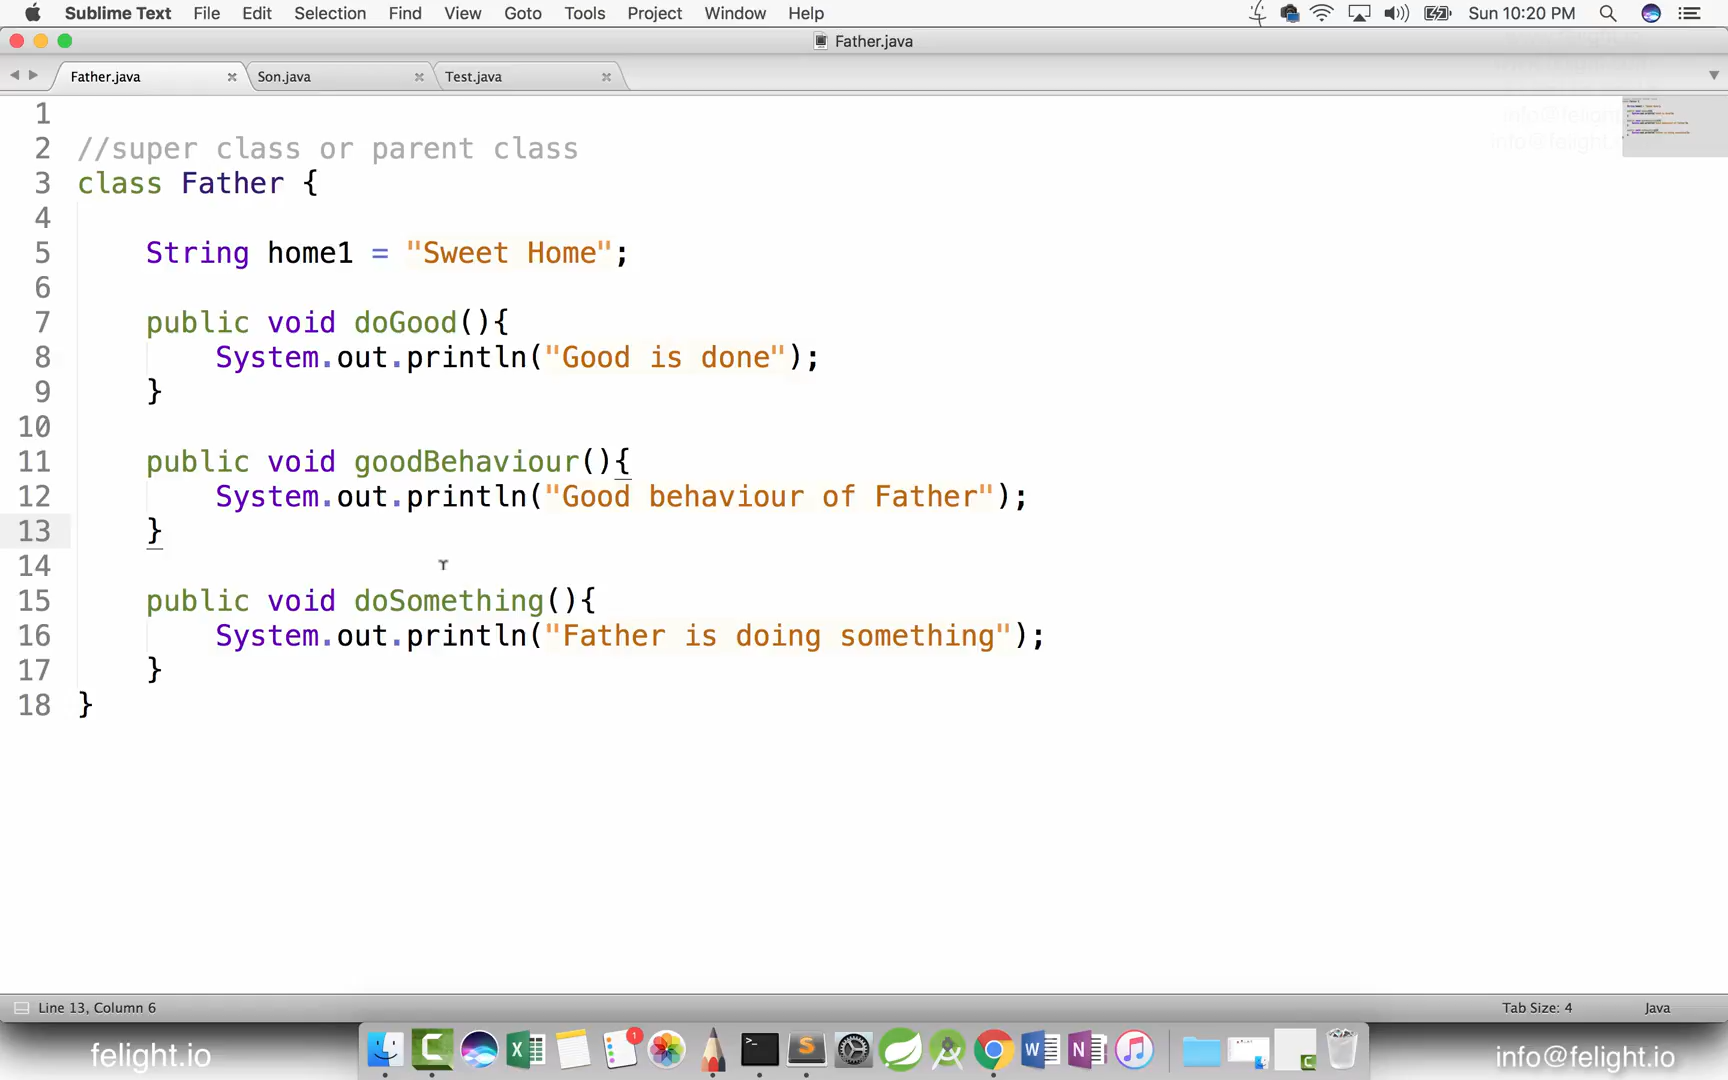 Sublime Text File Edit Selection Find View Goto Tools Project Window Help Sun 10:20 PM
Father.java
Father.java Son.java Test.java
1
2 //super class or parent class
3 class Father {
4
5 String home1 = "Sweet Home";
6
7 public void doGood(){
8 System.out.println("Good is done");
9 }
10
11 public void goodBehaviour(){
12 System.out.println("Good behaviour of Father");
13 }
14
15 public void doSomething(){
16 System.out.println("Father is doing something");
17 }
18 }
Line 13, Column 6 Tab Size: 4 Java
felight.io info@felight.io